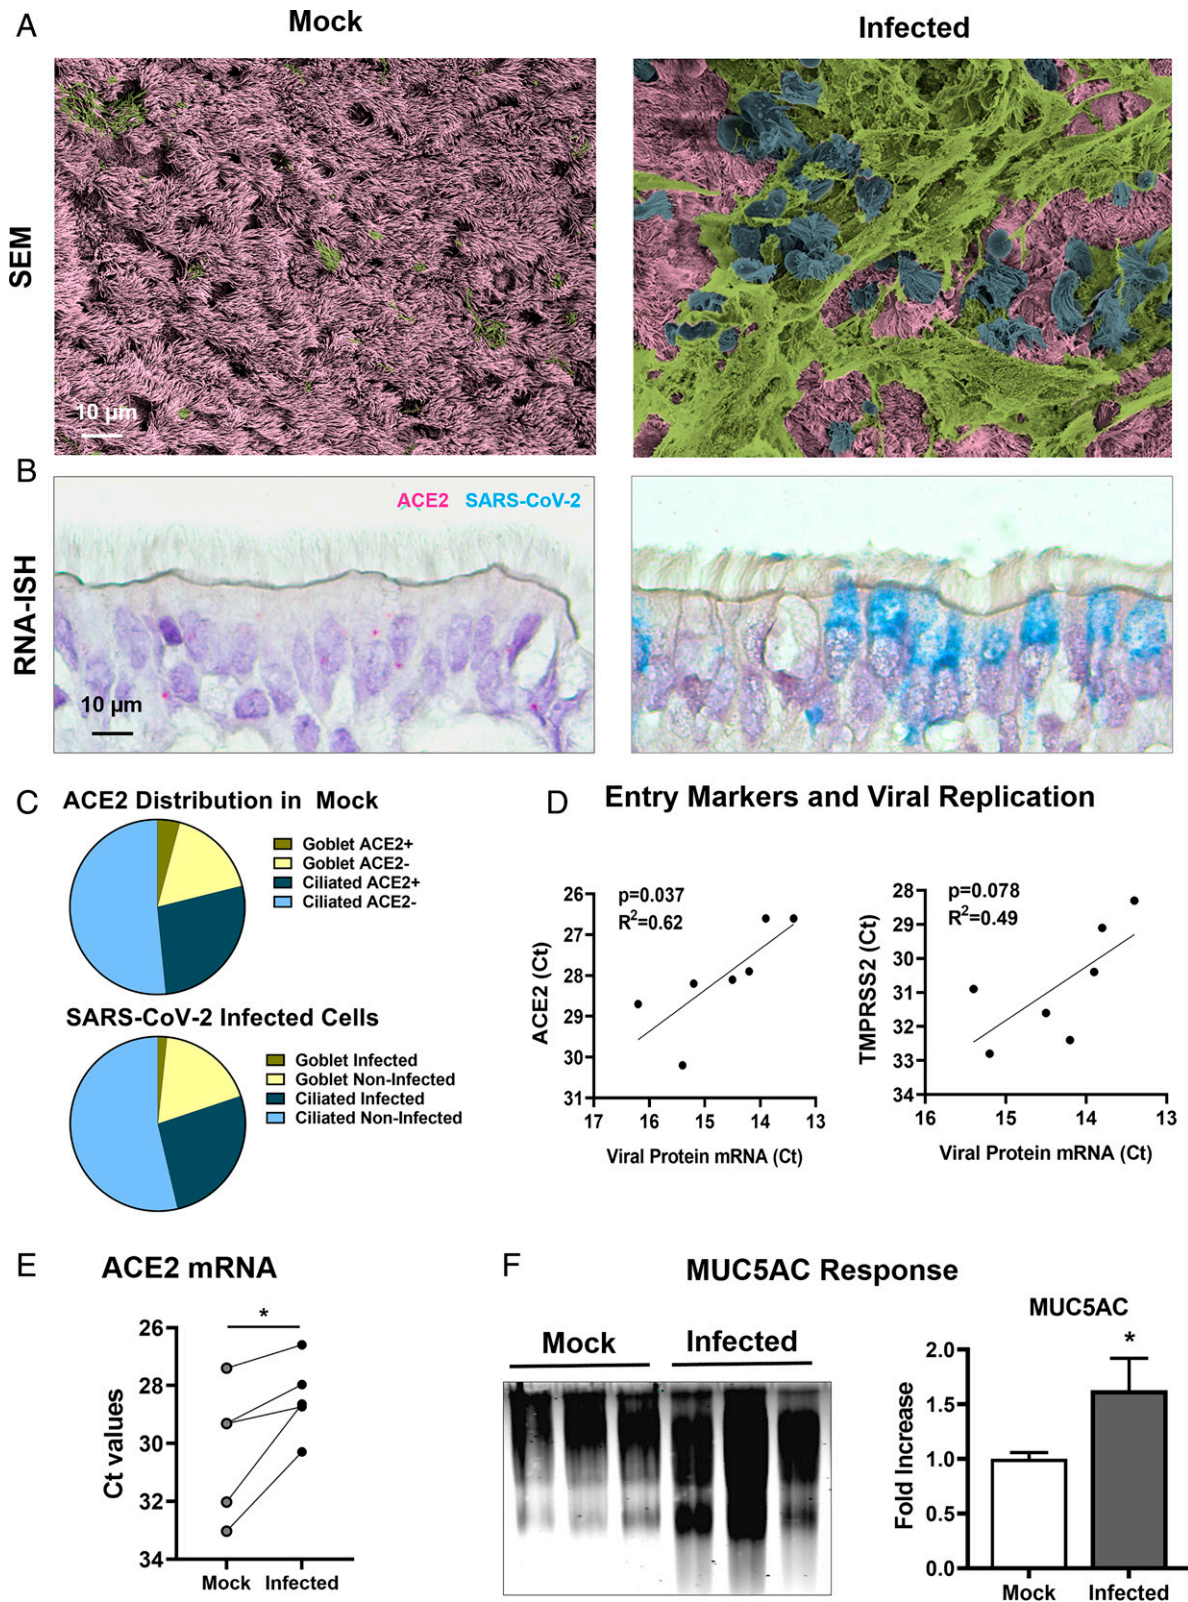 A
Mock
Infected
SEM
10 µm
B
ACE2 SARS-CoV-2
RNA-ISH
10 µm
C
ACE2 Distribution in Mock
Goblet ACE2+
Goblet ACE2-
Ciliated ACE2+
Ciliated ACE2-
SARS-CoV-2 Infected Cells
Goblet Infected
Goblet Non-Infected
Ciliated Infected
Ciliated Non-Infected
D
Entry Markers and Viral Replication
p=0.037
R²=0.62
ACE2 (Ct)
26
27
28
29
30
31
17 16 15 14 13
Viral Protein mRNA (Ct)
p=0.078
R²=0.49
TMPRSS2 (Ct)
28
29
30
31
32
33
34
16 15 14 13
Viral Protein mRNA (Ct)
E
ACE2 mRNA
*
Ct values
26
28
30
32
34
Mock Infected
F
MUC5AC Response
Mock Infected
MUC5AC
*
Fold Increase
2.0
1.5
1.0
0.5
0.0
Mock Infected